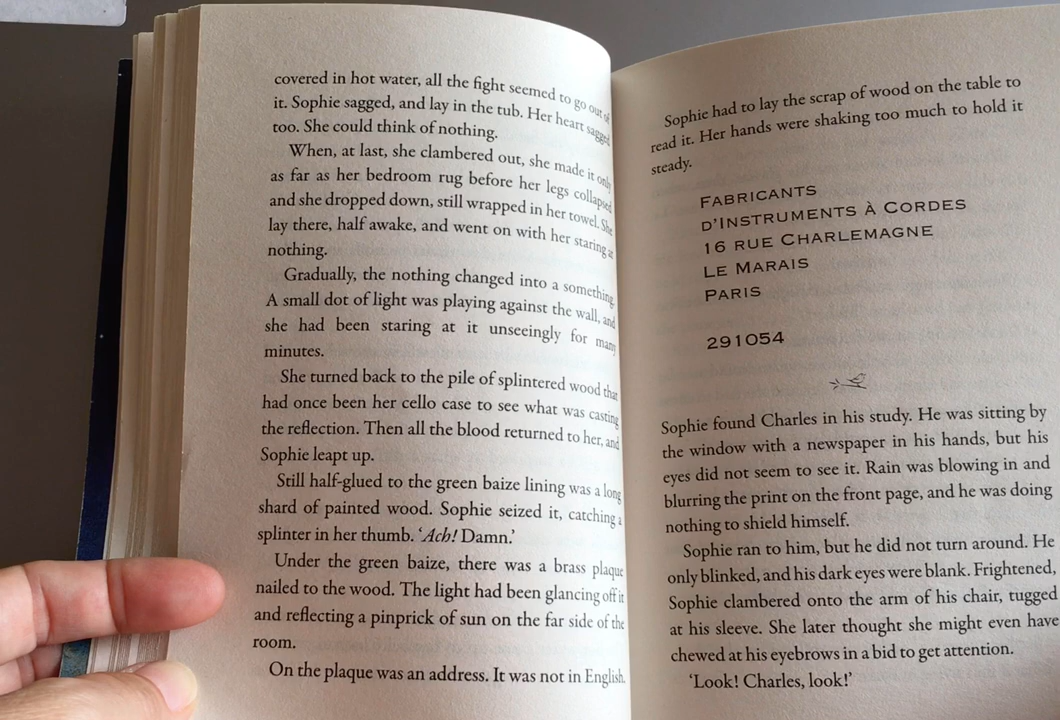 covered in hot water, all the fight seemed to go out of
it. Sophie sagged, and lay in the tub. Her heart sagged
too. She could think of nothing.
When, at last, she clambered out, she made it only
as far as her bedroom rug before her legs collapsed
and she dropped down, still wrapped in her towel. She
lay there, half awake, and went on with her staring at
nothing.
Gradually, the nothing changed into a something.
A small dot of light was playing against the wall, and
she had been staring at it unseeingly for many
minutes.
She turned back to the pile of splintered wood that
had once been her cello case to see what was casting
the reflection. Then all the blood returned to her, and
Sophie leapt up.
Still half-glued to the green baize lining was a long
shard of painted wood. Sophie seized it, catching a
splinter in her thumb. ‘Ach! Damn.’
Under the green baize, there was a brass plaque
nailed to the wood. The light had been glancing off it
and reflecting a pinprick of sun on the far side of the
room.
On the plaque was an address. It was not in English.
Sophie had to lay the scrap of wood on the table to
read it. Her hands were shaking too much to hold it
steady.
FABRICANTS
D’INSTRUMENTS À CORDES
16 RUE CHARLEMAGNE
LE MARAIS
PARIS
291054
Sophie found Charles in his study. He was sitting by
the window with a newspaper in his hands, but his
eyes did not seem to see it. Rain was blowing in and
blurring the print on the front page, and he was doing
nothing to shield himself.
Sophie ran to him, but he did not turn around. He
only blinked, and his dark eyes were blank. Frightened,
Sophie clambered onto the arm of his chair, tugged
at his sleeve. She later thought she might even have
chewed at his eyebrows in a bid to get attention.
‘Look! Charles, look!’